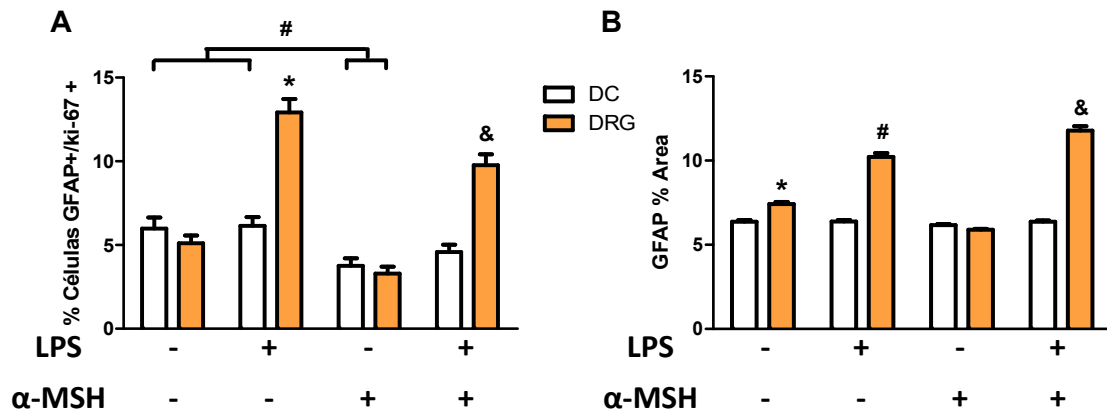 A
B
#
% Células GFAP+/ki-67 +
15
10
5
0
*
&
DC
DRG
GFAP % Area
15
10
5
0
*
#
&
LPS - + - +
α-MSH - - + +
LPS - + - +
- - + +